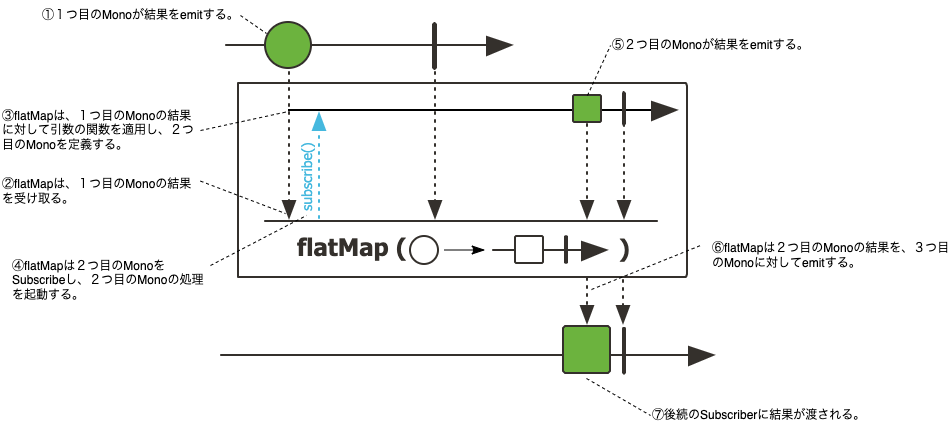 ①１つ目のMonoが結果をemitする。
⑤２つ目のMonoが結果をemitする。
③flatMapは、１つ目のMonoの結果
に対して引数の関数を適用し、２つ
目のMonoを定義する。
②flatMapは、１つ目のMonoの結果
を受け取る。
subscribe()
flatMap ( )
④flatMapは２つ目のMonoを
Subscribeし、２つ目のMonoの処理
を起動する。
⑥flatMapは２つ目のMonoの結果を、３つ目
のMonoに対してemitする。
⑦後続のSubscriberに結果が渡される。